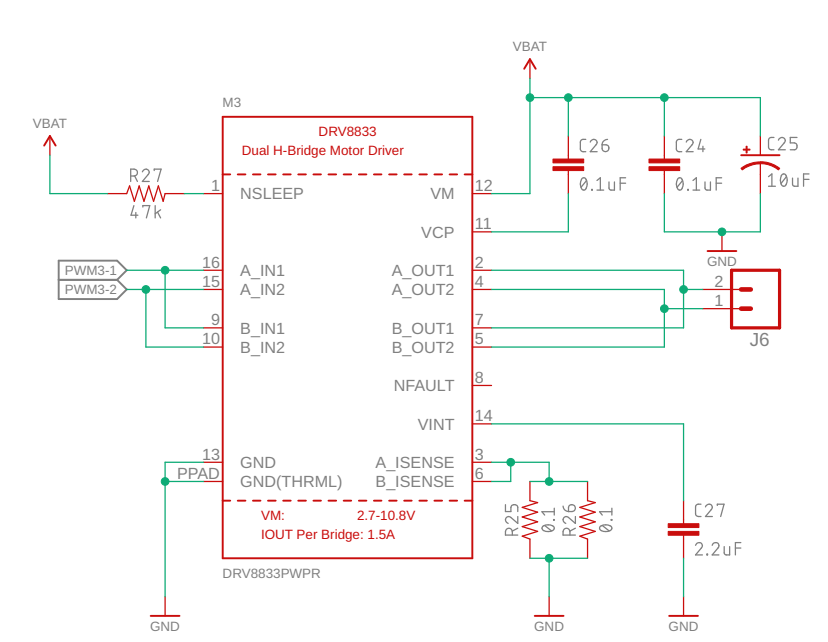 VBAT
M3
VBAT
DRV8833
Dual H-Bridge Motor Driver
R27
47k
1 NSLEEP
VM 12
VCP 11
C26
0.1uF
C24
0.1uF
+ C25
10uF
GND
PWM3-1
PWM3-2
16 A_IN1
15 A_IN2
9 B_IN1
10 B_IN2
A_OUT1 2
A_OUT2 4
B_OUT1 7
B_OUT2 5
2
1
J6
NFAULT 8
VINT 14
13 GND
PPAD GND(THRML)
A_ISENSE 3
B_ISENSE 6
R25
0.1
R26
0.1
C27
2.2uF
VM: 2.7-10.8V
IOUT Per Bridge: 1.5A
DRV8833PWPR
GND
GND
GND